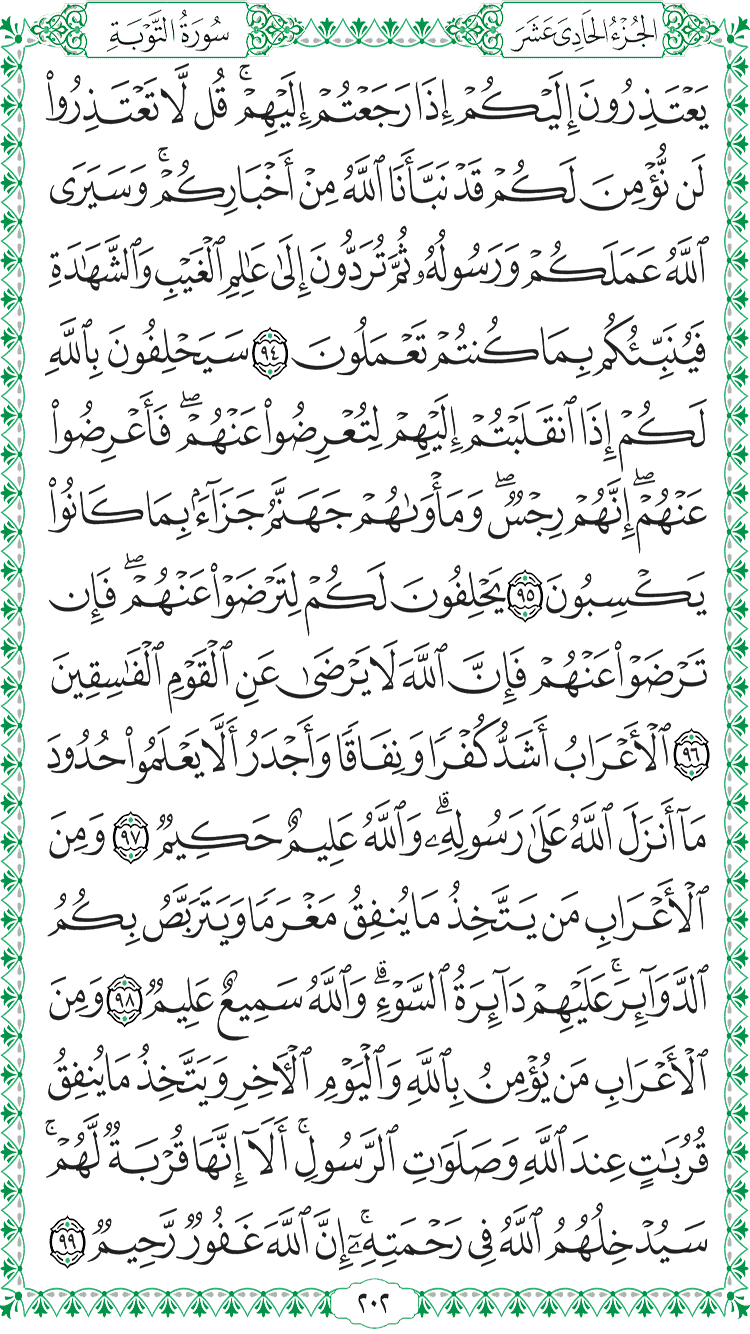 الجُزْءُ الحَادِى عَشَرَ
سُورَةُ التَّوْبَةِ
يَعْتَذِرُونَ إِلَيْكُمْ إِذَا رَجَعْتُمْ إِلَيْهِمْۚ قُل لَّا تَعْتَذِرُوا۟
لَن نُّؤْمِنَ لَكُمْ قَدْ نَبَّأَنَا ٱللَّهُ مِنْ أَخْبَارِكُمْۚ وَسَيَرَى
ٱللَّهُ عَمَلَكُمْ وَرَسُولُهُۥ ثُمَّ تُرَدُّونَ إِلَىٰ عَٰلِمِ ٱلْغَيْبِ وَٱلشَّهَٰدَةِ
فَيُنَبِّئُكُم بِمَا كُنتُمْ تَعْمَلُونَ ٩٤ سَيَحْلِفُونَ بِٱللَّهِ
لَكُمْ إِذَا ٱنقَلَبْتُمْ إِلَيْهِمْ لِتُعْرِضُوا۟ عَنْهُمْۖ فَأَعْرِضُوا۟
عَنْهُمْۖ إِنَّهُمْ رِجْسٌۖ وَمَأْوَىٰهُمْ جَهَنَّمُ جَزَآءًۢ بِمَا كَانُوا۟
يَكْسِبُونَ ٩٥ يَحْلِفُونَ لَكُمْ لِتَرْضَوْا۟ عَنْهُمْۖ فَإِن
تَرْضَوْا۟ عَنْهُمْ فَإِنَّ ٱللَّهَ لَا يَرْضَىٰ عَنِ ٱلْقَوْمِ ٱلْفَٰسِقِينَ
٩٦ ٱلْأَعْرَابُ أَشَدُّ كُفْرًا وَنِفَاقًا وَأَجْدَرُ أَلَّا يَعْلَمُوا۟ حُدُودَ
مَآ أَنزَلَ ٱللَّهُ عَلَىٰ رَسُولِهِۦۗ وَٱللَّهُ عَلِيمٌ حَكِيمٌ ٩٧ وَمِنَ
ٱلْأَعْرَابِ مَن يَتَّخِذُ مَا يُنفِقُ مَغْرَمًا وَيَتَرَبَّصُ بِكُمُ
ٱلدَّوَآئِرَۚ عَلَيْهِمْ دَآئِرَةُ ٱلسَّوْءِۗ وَٱللَّهُ سَمِيعٌ عَلِيمٌ ٩٨ وَمِنَ
ٱلْأَعْرَابِ مَن يُؤْمِنُ بِٱللَّهِ وَٱلْيَوْمِ ٱلْءَاخِرِ وَيَتَّخِذُ مَا يُنفِقُ
قُرُبَٰتٍ عِندَ ٱللَّهِ وَصَلَوَٰتِ ٱلرَّسُولِۚ أَلَآ إِنَّهَا قُرْبَةٌ لَّهُمْۚ
سَيُدْخِلُهُمُ ٱللَّهُ فِى رَحْمَتِهِۦٓۚ إِنَّ ٱللَّهَ غَفُورٌ رَّحِيمٌ ٩٩
٢٠٢